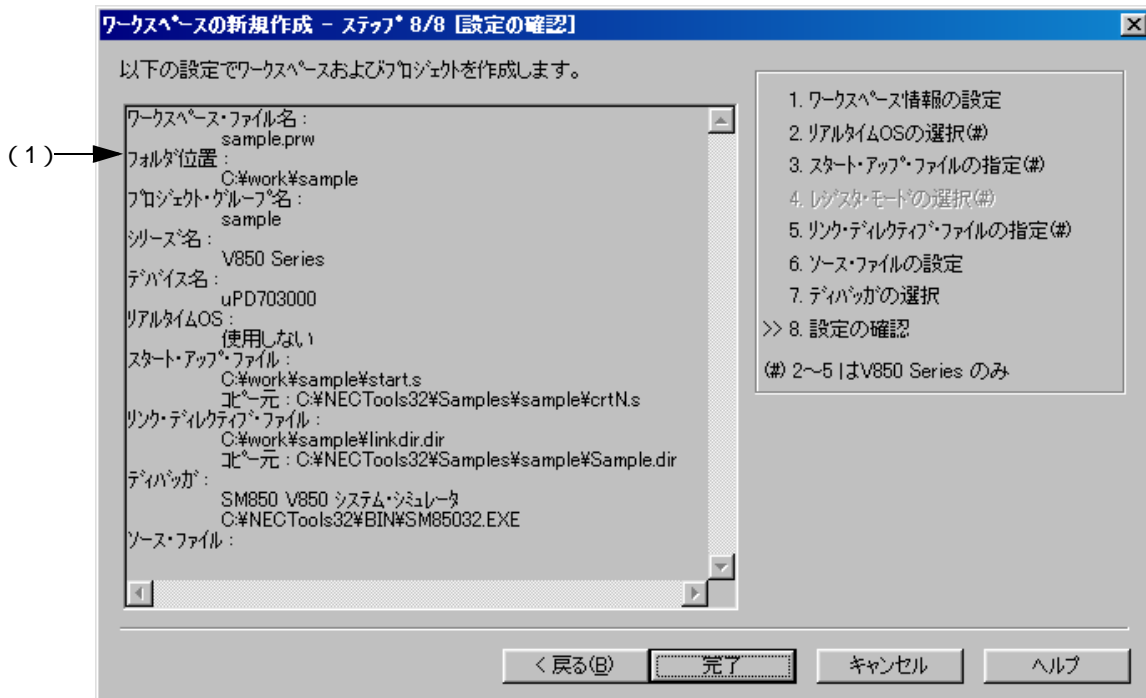 ワークスペースの新規作成 - ステップ 8/8 [設定の確認]
以下の設定でワークスペースおよびプロジェクトを作成します。
(1)
ワークスペース・ファイル名 :
sample.prw
フォルダ位置 :
C:¥work¥sample
プロジェクト・グループ名 :
sample
シリーズ名 :
V850 Series
デバイス名 :
uPD703000
リアルタイムOS :
使用しない
スタート・アップ・ファイル :
C:¥work¥sample¥start.s
コピー元 : C:¥NECTools32¥Samples¥sample¥crtN.s
リンク・ディレクティブ・ファイル :
C:¥work¥sample¥linkdir.dir
コピー元 : C:¥NECTools32¥Samples¥sample¥Sample.dir
ディバッガ :
SM850 V850 システム・シミュレータ
C:¥NECTools32¥BIN¥SM85032.EXE
ソース・ファイル :
1. ワークスペース情報の設定
2. リアルタイムOSの選択(#)
3. スタート・アップ・ファイルの指定(#)
4. レジスタ・モードの選択(#)
5. リンク・ディレクティブ・ファイルの指定(#)
6. ソース・ファイルの設定
7. ディバッガの選択
>> 8. 設定の確認
(#) 2～5はV850 Series のみ
< 戻る(B)
完了
キャンセル
ヘルプ